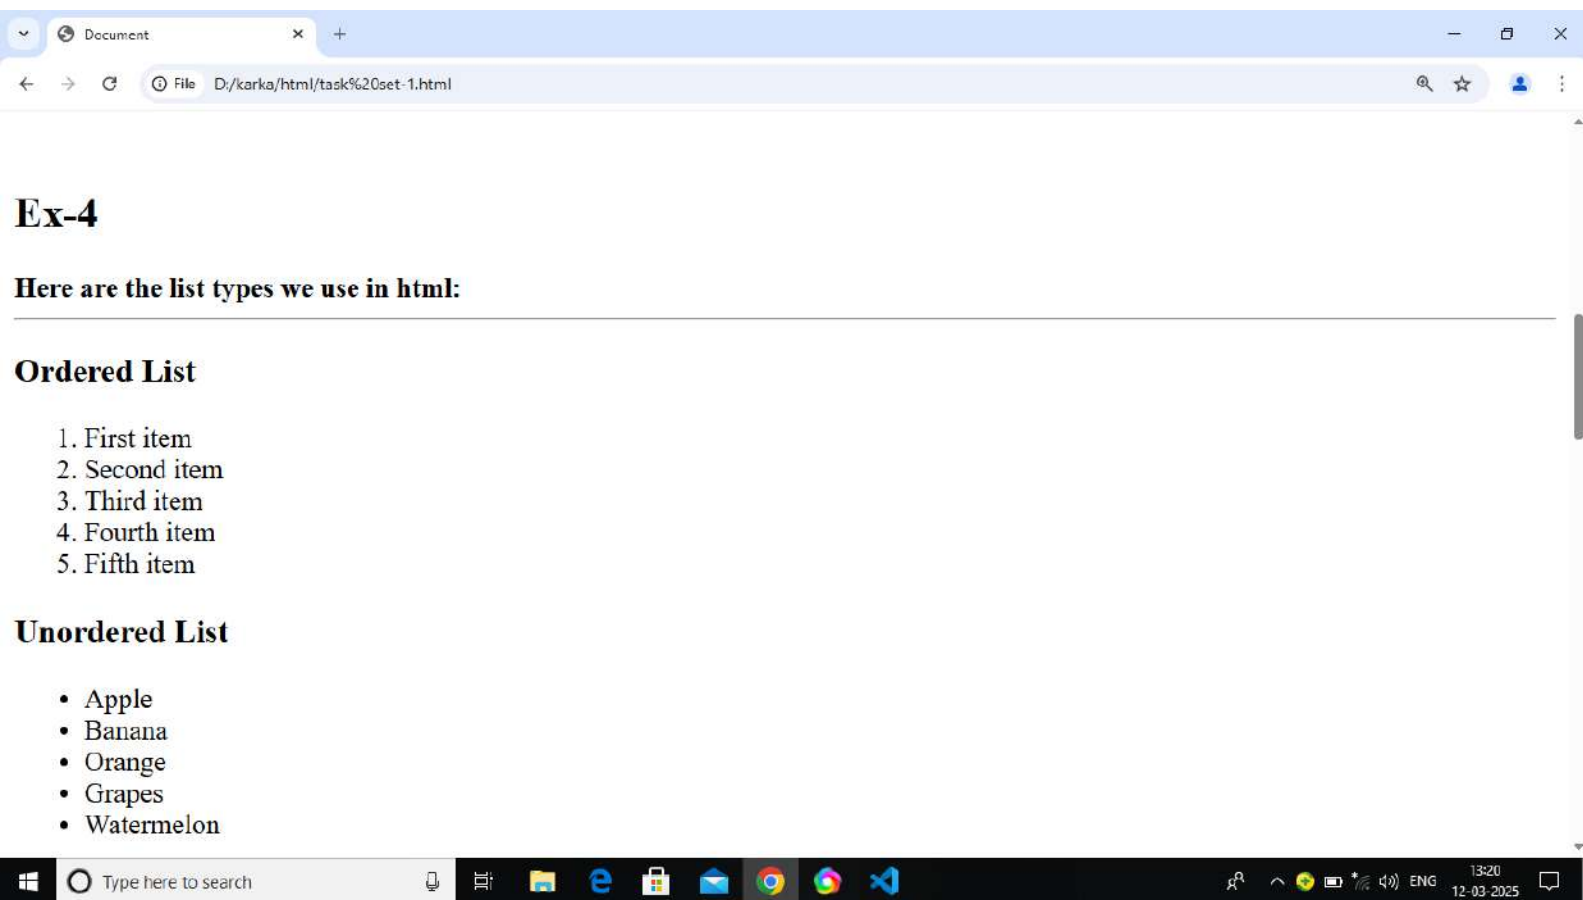 Document
File D:/karka/html/task%20set-1.html
Ex-4
Here are the list types we use in html:
Ordered List
1. First item
2. Second item
3. Third item
4. Fourth item
5. Fifth item
Unordered List
• Apple
• Banana
• Orange
• Grapes
• Watermelon
Type here to search
ENG
13:20
12-03-2025